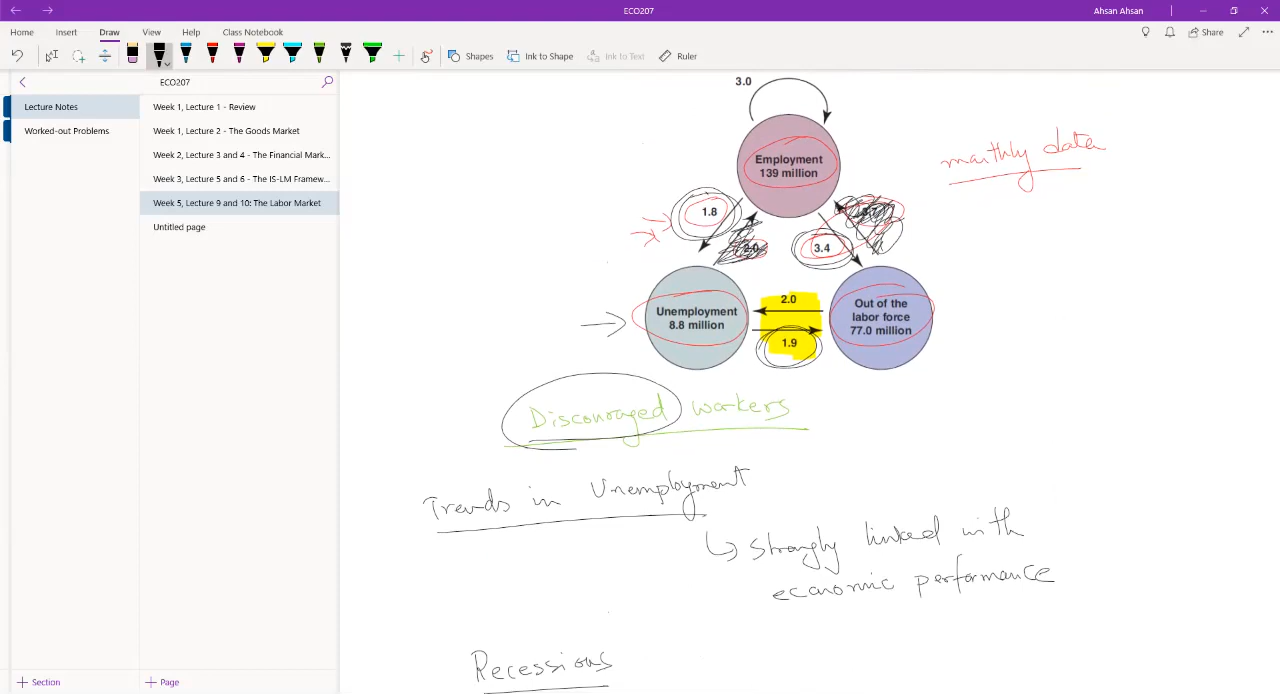 ECO207
Ahsan Ahsan
Home Insert Draw View Help Class Notebook
Share
Shapes Ink to Shape Ink to Text Ruler
ECO207
Lecture Notes
Worked-out Problems
Week 1, Lecture 1 - Review
Week 1, Lecture 2 - The Goods Market
Week 2, Lecture 3 and 4 - The Financial Mark...
Week 3, Lecture 5 and 6 - The IS-LM Framew...
Week 5, Lecture 9 and 10: The Labor Market
Untitled page
3.0
Employment
139 million
monthly data
1.8
2.0
3.4
Unemployment
8.8 million
2.0
1.9
Out of the
labor force
77.0 million
Discouraged workers
Trends in Unemployment
strongly linked with
economic performance
Recessions
Section
Page